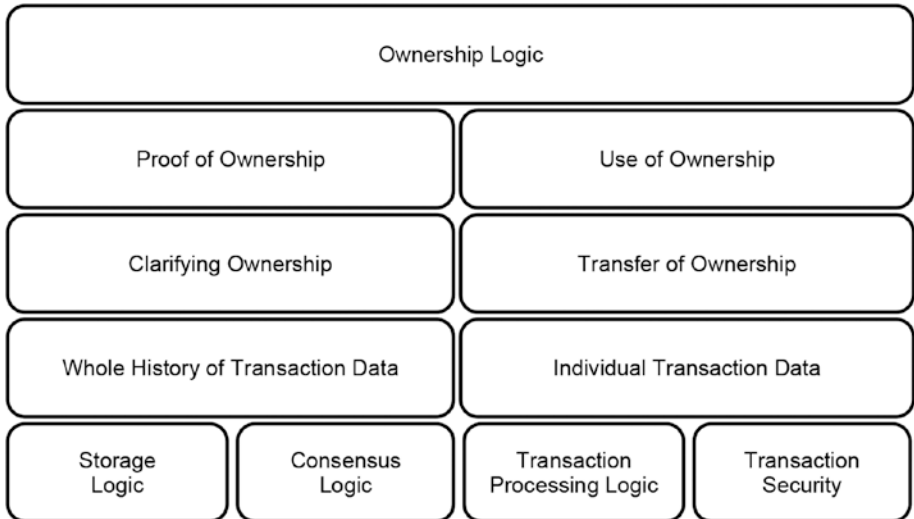 Ownership Logic
Proof of Ownership
Use of Ownership
Clarifying Ownership
Transfer of Ownership
Whole History of Transaction Data
Individual Transaction Data
Storage
Logic
Consensus
Logic
Transaction
Processing Logic
Transaction
Security